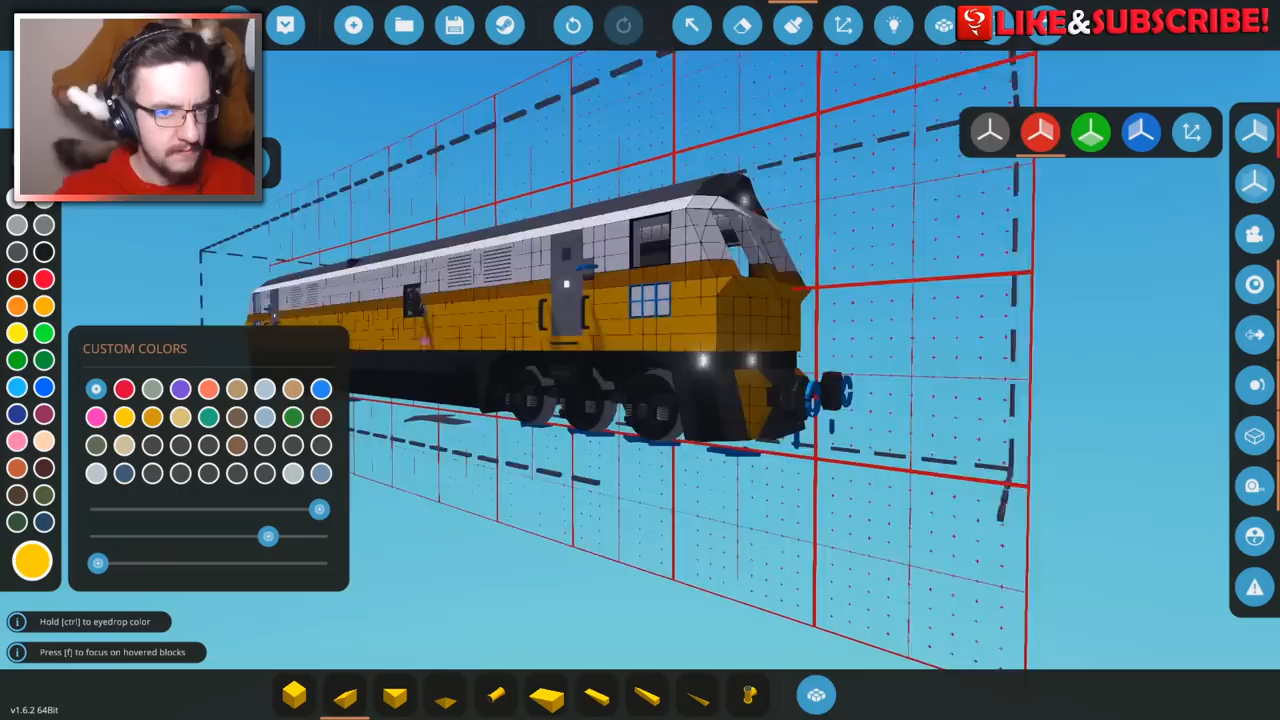 LIKE&SUBSCRIBE!
CUSTOM COLORS
Hold [ctrl] to eyedrop color
Press [f] to focus on hovered blocks
v1.6.2 64Bit